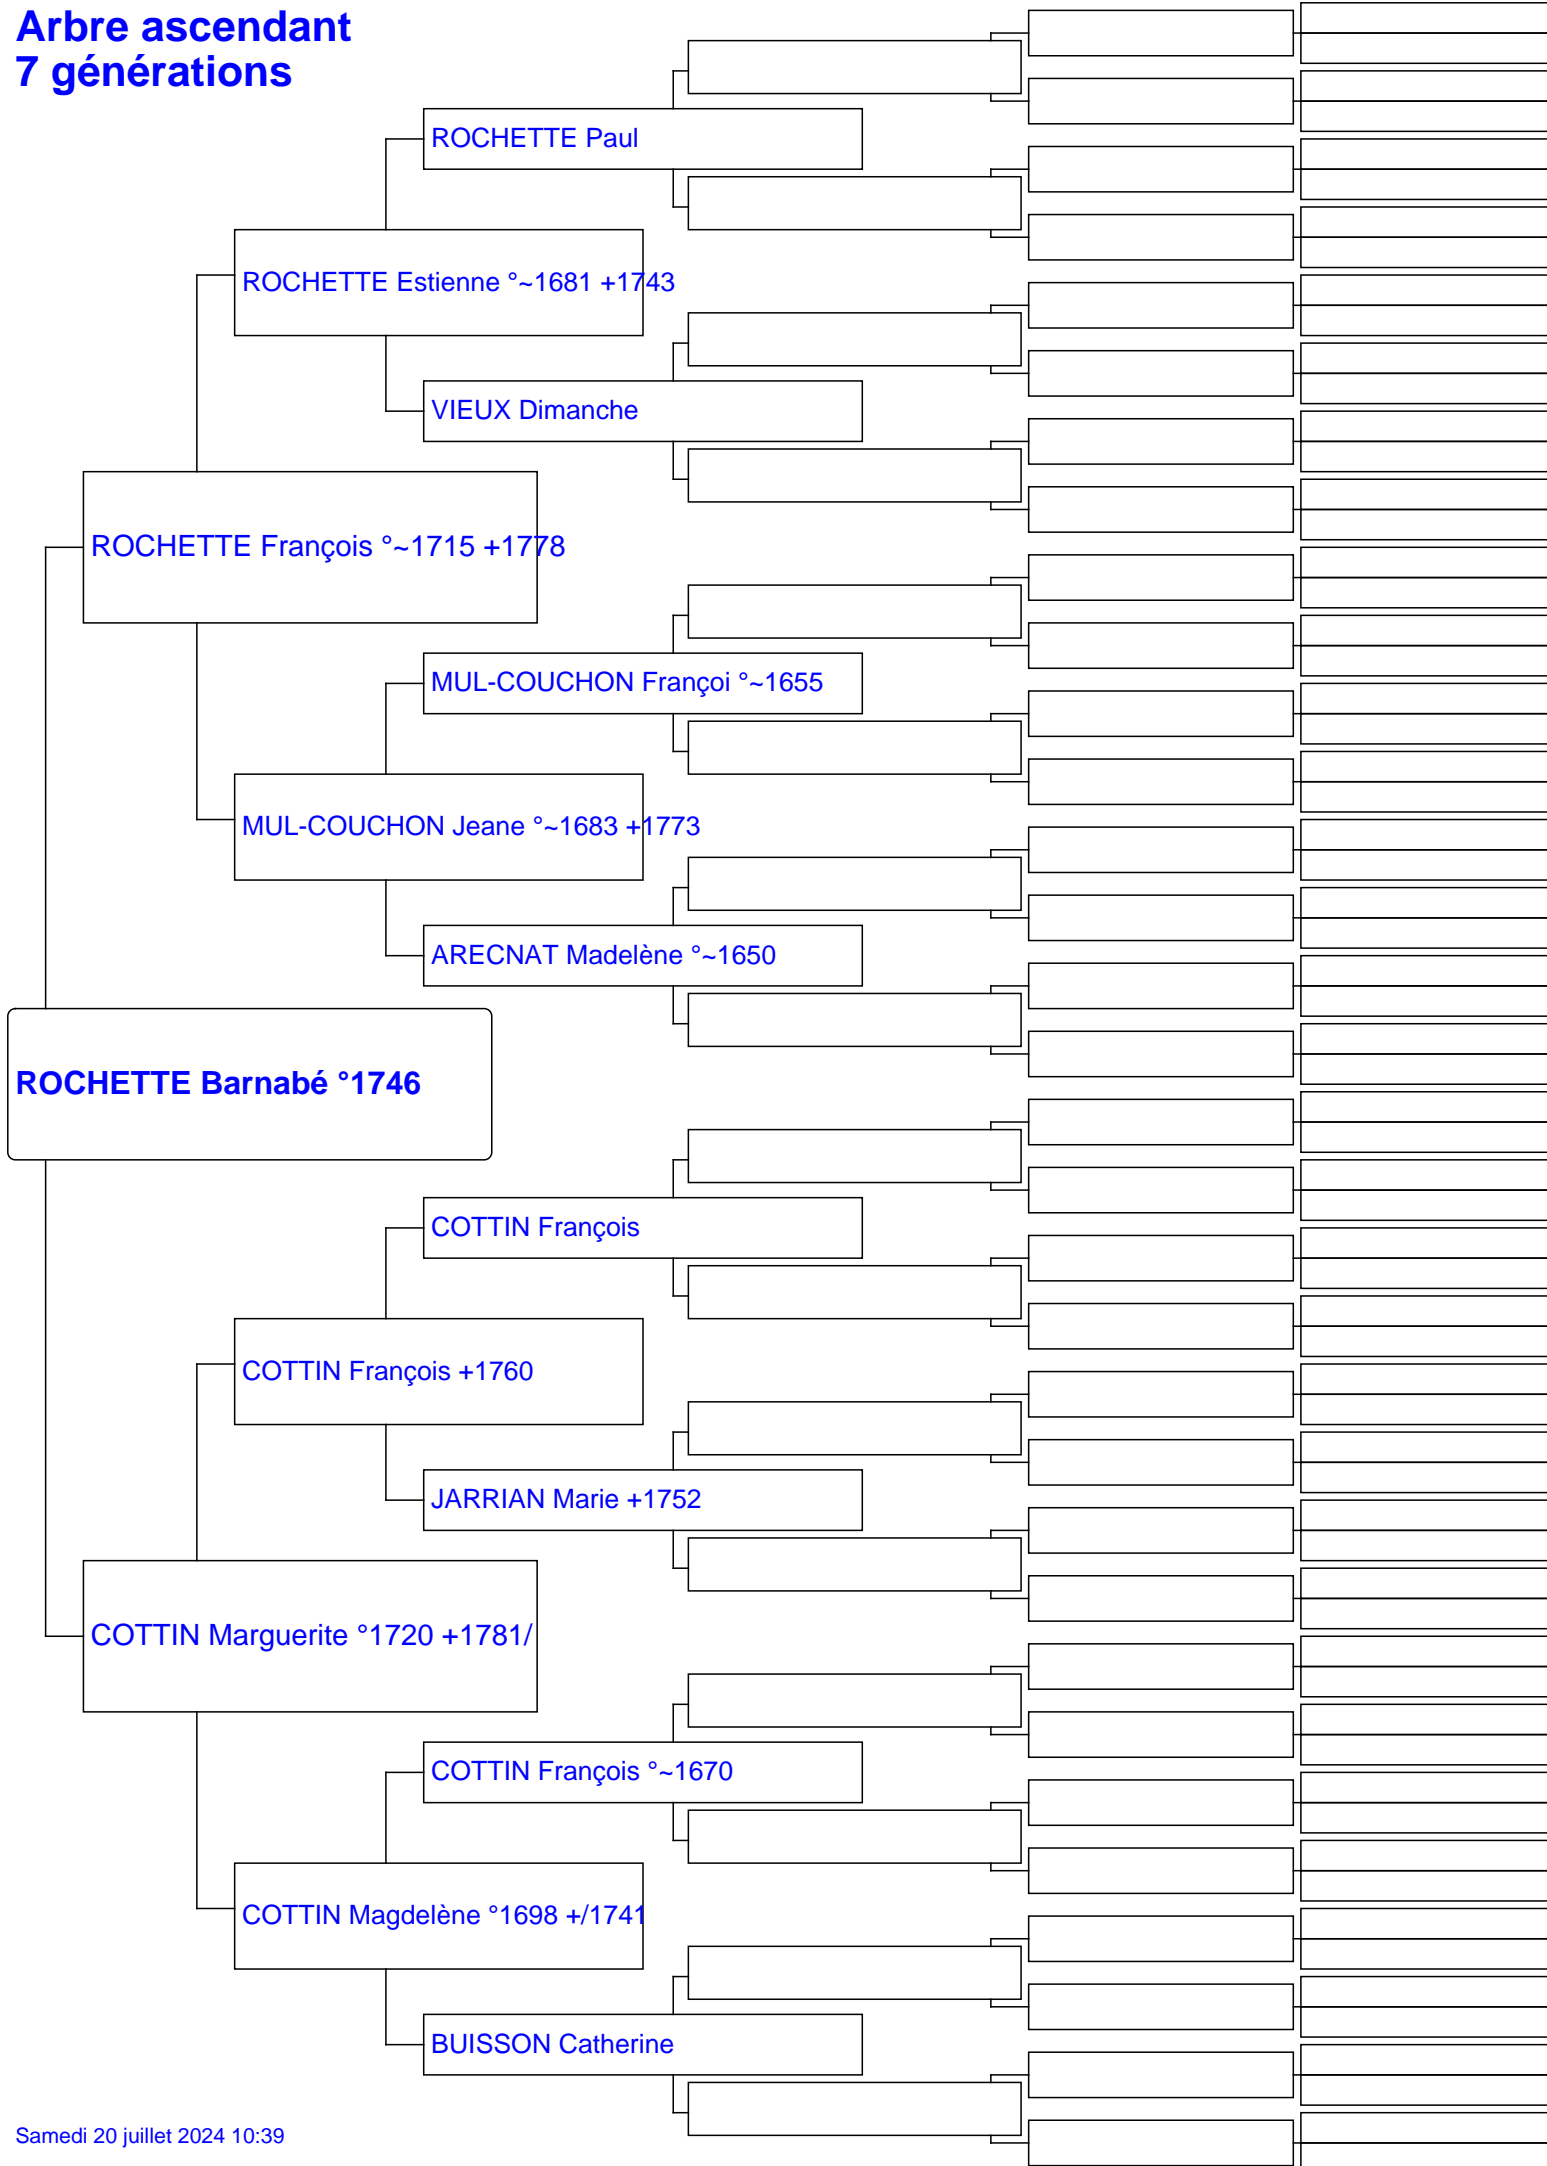 Arbre ascendant
7 générations
ROCHETTE Paul
ROCHETTE Estienne °~1681 +1743
VIEUX Dimanche
ROCHETTE François °~1715 +1778
MUL-COUCHON Françoi °~1655
MUL-COUCHON Jeane °~1683 +1773
ARECNAT Madelène °~1650
ROCHETTE Barnabé °1746
COTTIN François
COTTIN François +1760
JARRIAN Marie +1752
COTTIN Marguerite °1720 +1781/
COTTIN François °~1670
COTTIN Magdelène °1698 +/1741
BUISSON Catherine
Samedi 20 juillet 2024 10:39